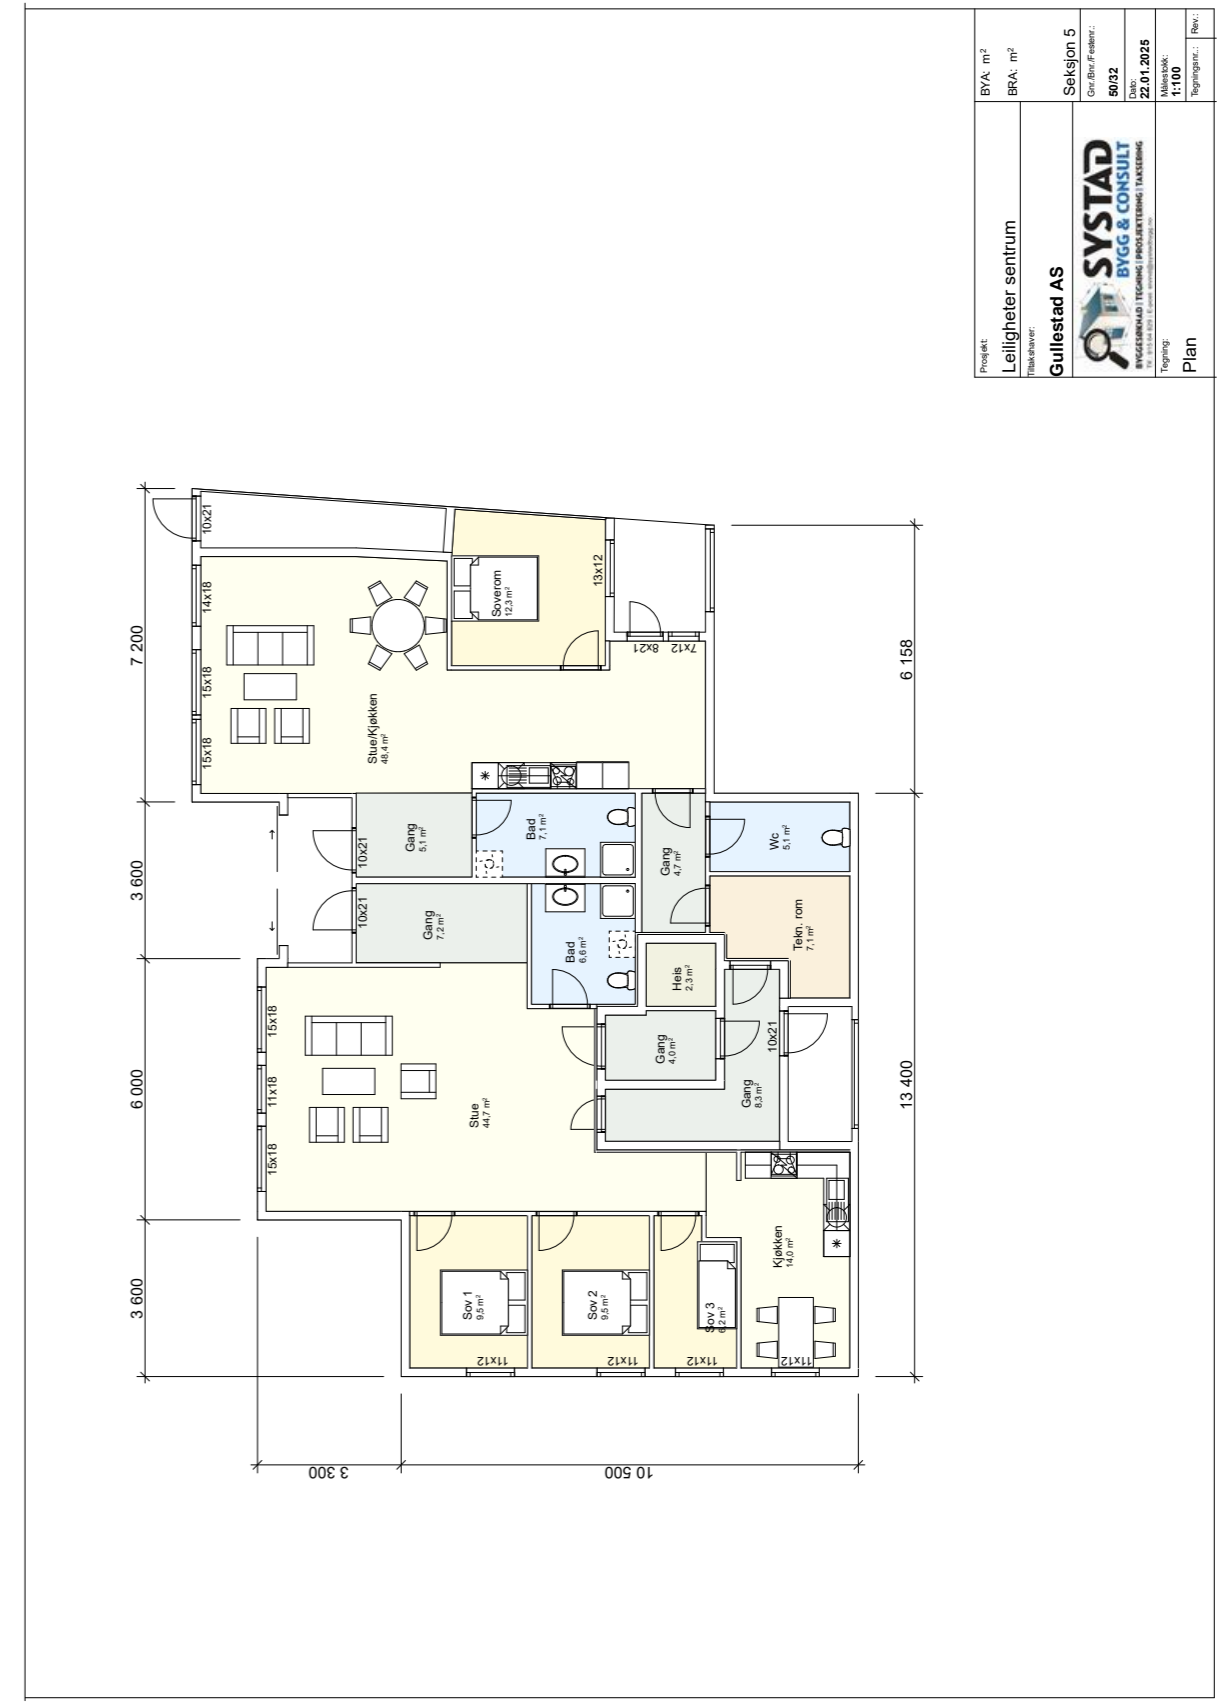 Prosjekt:
Leiligheter sentrum
Tiltakshaver:
Gullestad AS
SYSTAD
BYGG & CONSULT
BYGGESØKNAD | TEGNING | PROSJEKTERING | TAKSERING
Tegning:
Plan
BYA: m²
BRA: m²
Seksjon 5
Gnr./Bnr./Festenr.:
50/32
Dato:
22.01.2025
Målestokk:
1:100
Tegningsnr.:
Rev.:
3 600
6 000
3 600
7 200
15x18
11x18
15x18
10x21
10x21
15x18
15x18
14x18
10x21
Stue
44,7 m²
Gang
7,2 m²
Gang
5,1 m²
Stue/Kjøkken
48,4 m²
Sov 1
9,5 m²
11x12
Sov 2
9,5 m²
11x12
Sov 3
6,2 m²
11x12
Bad
6,6 m²
Bad
7,1 m²
Soverom
12,3 m²
13x12
Gang
4,0 m²
Heis
2,3 m²
Gang
4,7 m²
8x21
7x12
Gang
8,3 m²
10x21
Tekn. rom
7,1 m²
Wc
5,1 m²
Kjøkken
14,0 m²
11x12
13 400
6 158
3 300
10 500